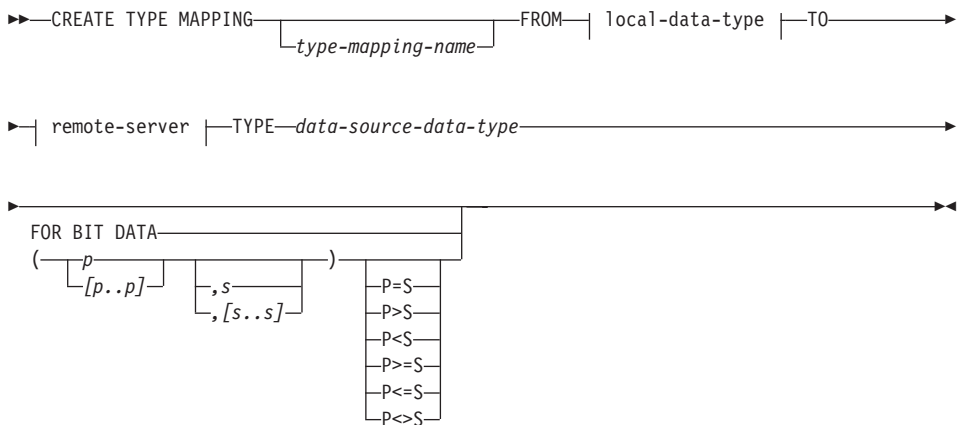 CREATE TYPE MAPPING FROM local-data-type TO
type-mapping-name
remote-server TYPE data-source-data-type
FOR BIT DATA
( p )
[p..p] ,s P=S
,[s..s] P>S
P<S
P>=S
P<=S
P<>S